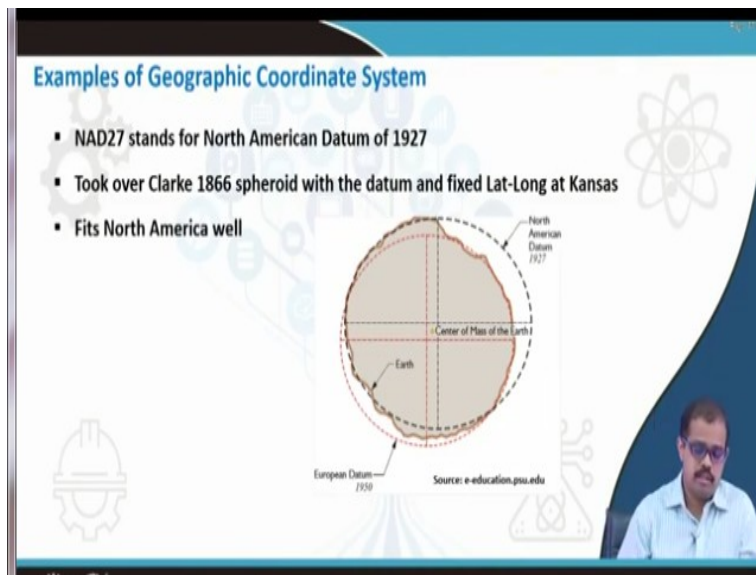 Examples of Geographic Coordinate System
▪ NAD27 stands for North American Datum of 1927
▪ Took over Clarke 1866 spheroid with the datum and fixed Lat-Long at Kansas
▪ Fits North America well
North
American
Datum
1927
Center of Mass of the Earth
Earth
European Datum
1950
Source: e-education.psu.edu